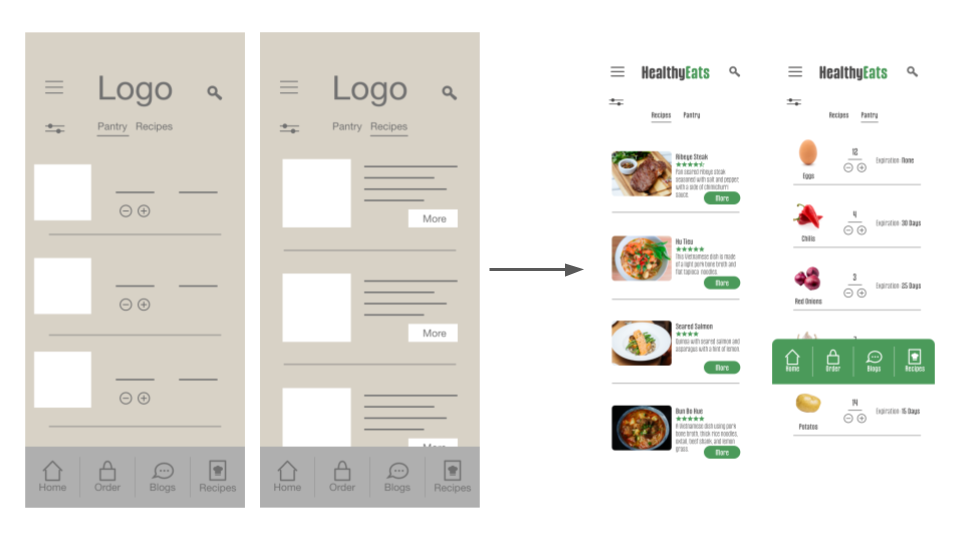 Logo
Pantry Recipes
Home Order Blogs Recipes
Logo
Pantry Recipes
More
More
More
Home Order Blogs Recipes
HealthyEats
Recipes Pantry
Ribeye Steak
Pan seared ribeye steak
seasoned with salt and pepper
with a side of chimichurri
sauce.
More
Hu Tieu
This Vietnamese dish is made
of a light pork bone broth and
flat tapioca noodles.
More
Seared Salmon
Quinoa with seared salmon and
asparagus with a hint of lemon.
More
Bun Bo Hue
A Vietnamese dish using pork
bone broth, thick rice noodles,
oxtail, beef shank, and lemon
grass.
More
HealthyEats
Recipes Pantry
12
Expiration: None
Eggs
4
Expiration: 30 Days
Chilis
3
Expiration: 25 Days
Red Onions
Home Order Blogs Recipes
14
Expiration: 15 Days
Potatos